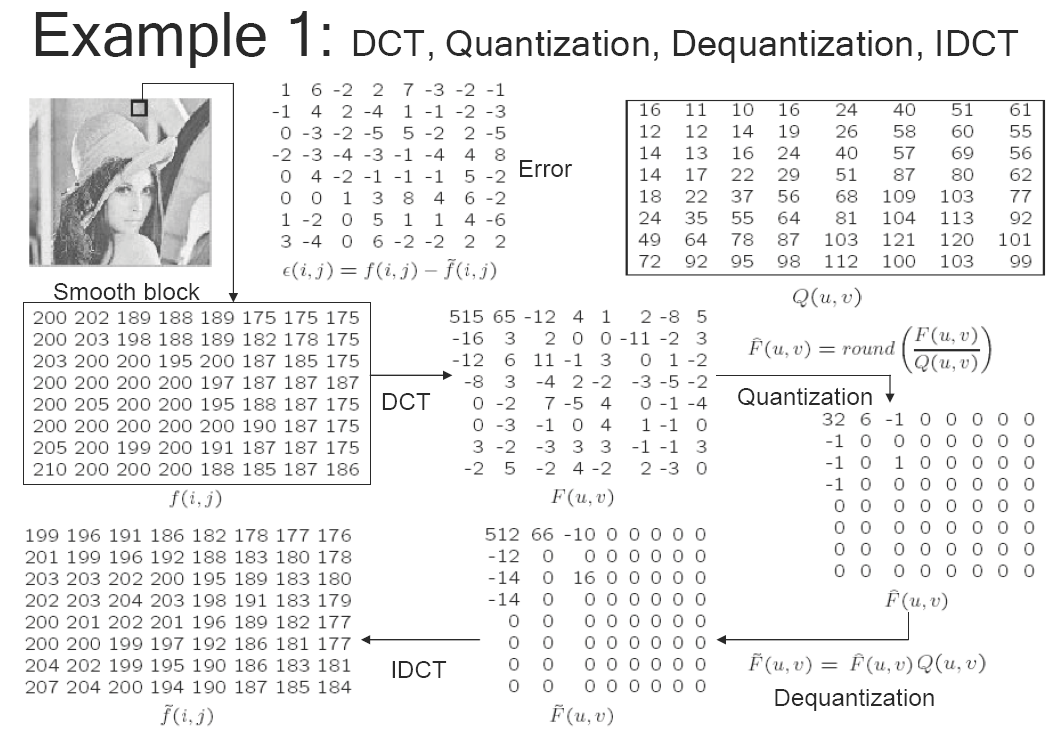 Example 1: DCT, Quantization, Dequantization, IDCT
1 6 -2 2 7 -3 -2 -1
-1 4 2 -4 1 -1 -2 -3
0 -3 -2 -5 5 -2 2 -5
-2 -3 -4 -3 -1 -4 4 8
0 4 -2 -1 -1 -1 5 -2
0 0 1 3 8 4 6 -2
1 -2 0 5 1 1 4 -6
3 -4 0 6 -2 -2 2 2
Error
ϵ(i, j) = f(i, j) − f̃(i, j)
16 11 10 16 24 40 51 61
12 12 14 19 26 58 60 55
14 13 16 24 40 57 69 56
14 17 22 29 51 87 80 62
18 22 37 56 68 109 103 77
24 35 55 64 81 104 113 92
49 64 78 87 103 121 120 101
72 92 95 98 112 100 103 99
Q(u, v)
Smooth block
200 202 189 188 189 175 175 175
200 203 198 188 189 182 178 175
203 200 200 195 200 187 185 175
200 200 200 200 197 187 187 187
200 205 200 200 195 188 187 175
200 200 200 200 200 190 187 175
205 200 199 200 191 187 187 175
210 200 200 200 188 185 187 186
f(i, j)
DCT
515 65 -12 4 1 2 -8 5
-16 3 2 0 0 -11 -2 3
-12 6 11 -1 3 0 1 -2
-8 3 -4 2 -2 -3 -5 -2
0 -2 7 -5 4 0 -1 -4
0 -3 -1 0 4 1 -1 0
3 -2 -3 3 3 -1 -1 3
-2 5 -2 4 -2 2 -3 0
F(u, v)
F̂(u, v) = round(F(u, v)/Q(u, v))
Quantization
32 6 -1 0 0 0 0 0
-1 0 0 0 0 0 0 0
-1 0 1 0 0 0 0 0
-1 0 0 0 0 0 0 0
0 0 0 0 0 0 0 0
0 0 0 0 0 0 0 0
0 0 0 0 0 0 0 0
0 0 0 0 0 0 0 0
F̂(u, v)
199 196 191 186 182 178 177 176
201 199 196 192 188 183 180 178
203 203 202 200 195 189 183 180
202 203 204 203 198 191 183 179
200 201 202 201 196 189 182 177
200 200 199 197 192 186 181 177
204 202 199 195 190 186 183 181
207 204 200 194 190 187 185 184
f̃(i, j)
IDCT
512 66 -10 0 0 0 0 0
-12 0 0 0 0 0 0 0
-14 0 16 0 0 0 0 0
-14 0 0 0 0 0 0 0
0 0 0 0 0 0 0 0
0 0 0 0 0 0 0 0
0 0 0 0 0 0 0 0
0 0 0 0 0 0 0 0
F̃(u, v)
F̃(u, v) = F̂(u, v)Q(u, v)
Dequantization